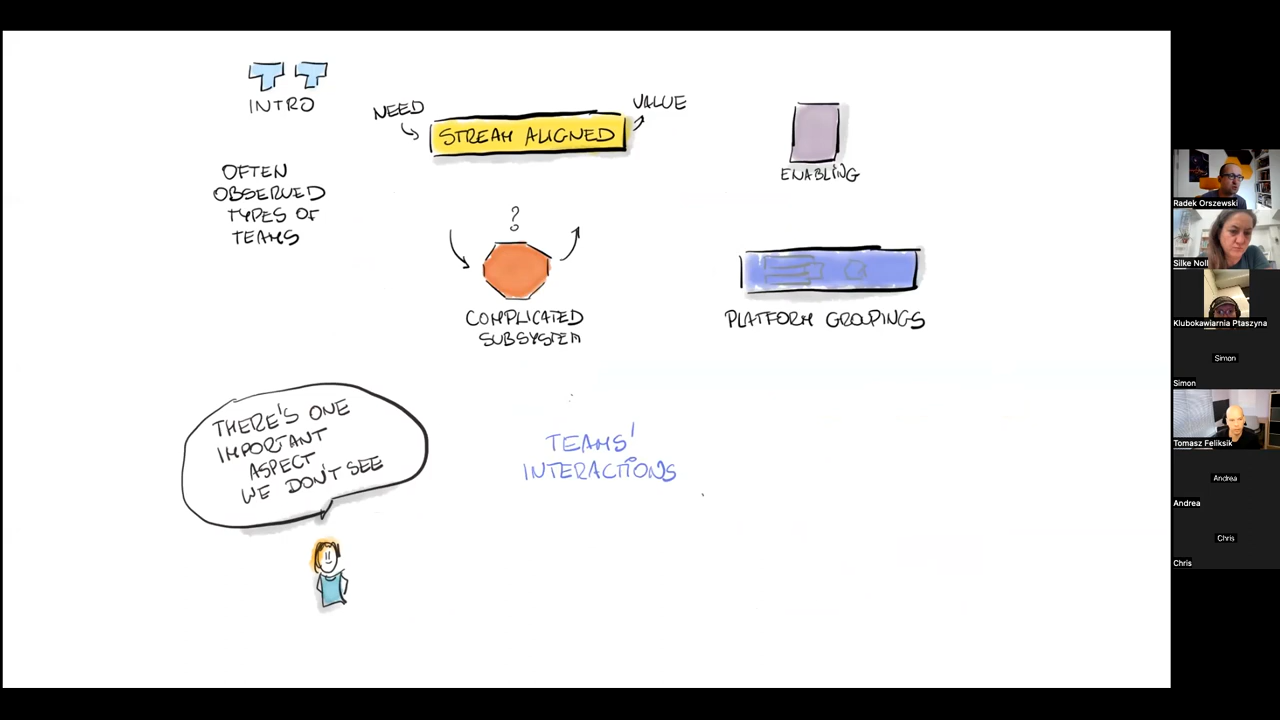 INTRO
OFTEN
OBSERVED
TYPES OF
TEAMS
NEED
VALUE
STREAM ALIGNED
?
COMPLICATED
SUBSYSTEM
ENABLING
PLATFORM GROUPINGS
THERE'S ONE
IMPORTANT
ASPECT
WE DON'T SEE
TEAMS'
INTERACTIONS
Radek Orszewski
Silke Noll
Klubokawiarnia Ptaszyna
Simon
Simon
Tomasz Feliksik
Andrea
Andrea
Chris
Chris